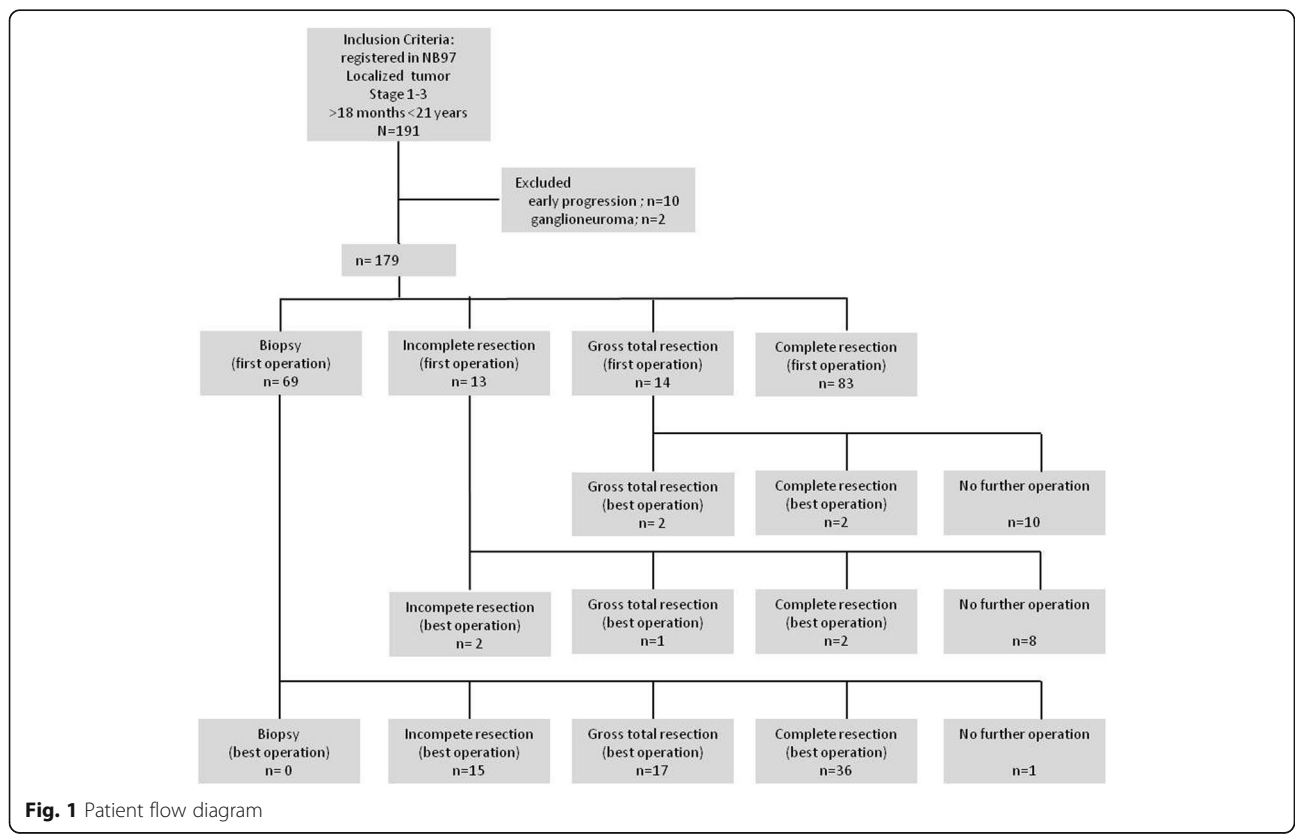 Inclusion Criteria:
registered in NB97
Localized tumor
Stage 1-3
>18 months <21 years
N=191
Excluded
early progression ; n=10
ganglioneuroma; n=2
n= 179
Biopsy
(first operation)
n= 69
Incomplete resection
(first operation)
n= 13
Gross total resection
(first operation)
n= 14
Complete resection
(first operation)
n= 83
Gross total resection
(best operation)
n= 2
Complete resection
(best operation)
n=2
No further operation
n=10
Incompete resection
(best operation)
n= 2
Gross total resection
(best operation)
n=1
Complete resection
(best operation)
n=2
No further operation
n=8
Biopsy
(best operation)
n= 0
Incomplete resection
(best operation)
n=15
Gross total resection
(best operation)
n=17
Complete resection
(best operation)
n=36
No further operation
n=1
Fig. 1 Patient flow diagram